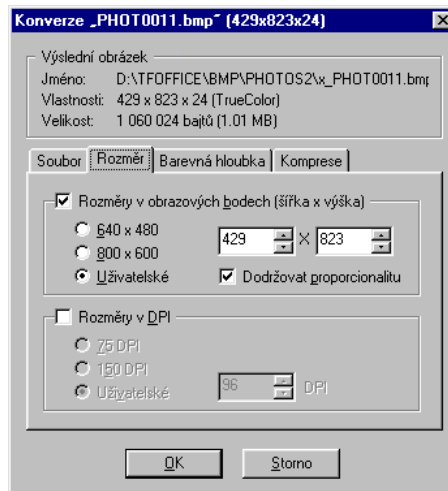 Konverze „PHOT0011.bmp“ (429x823x24)
Výslední obrázek
Jméno: D:\TFOFFICE\BMP\PHOTOS2\x_PHOT0011.bmp
Vlastnosti: 429 x 823 x 24 (TrueColor)
Velikost: 1 060 024 bajtů (1.01 MB)
Soubor Rozměr Barevná hloubka Komprese
Rozměry v obrazových bodech (šířka x výška)
640 x 480
800 x 600
429 X 823
Uživatelské
Dodržovat proporcionalitu
Rozměry v DPI
75 DPI
150 DPI
Uživatelské
96 DPI
OK Storno